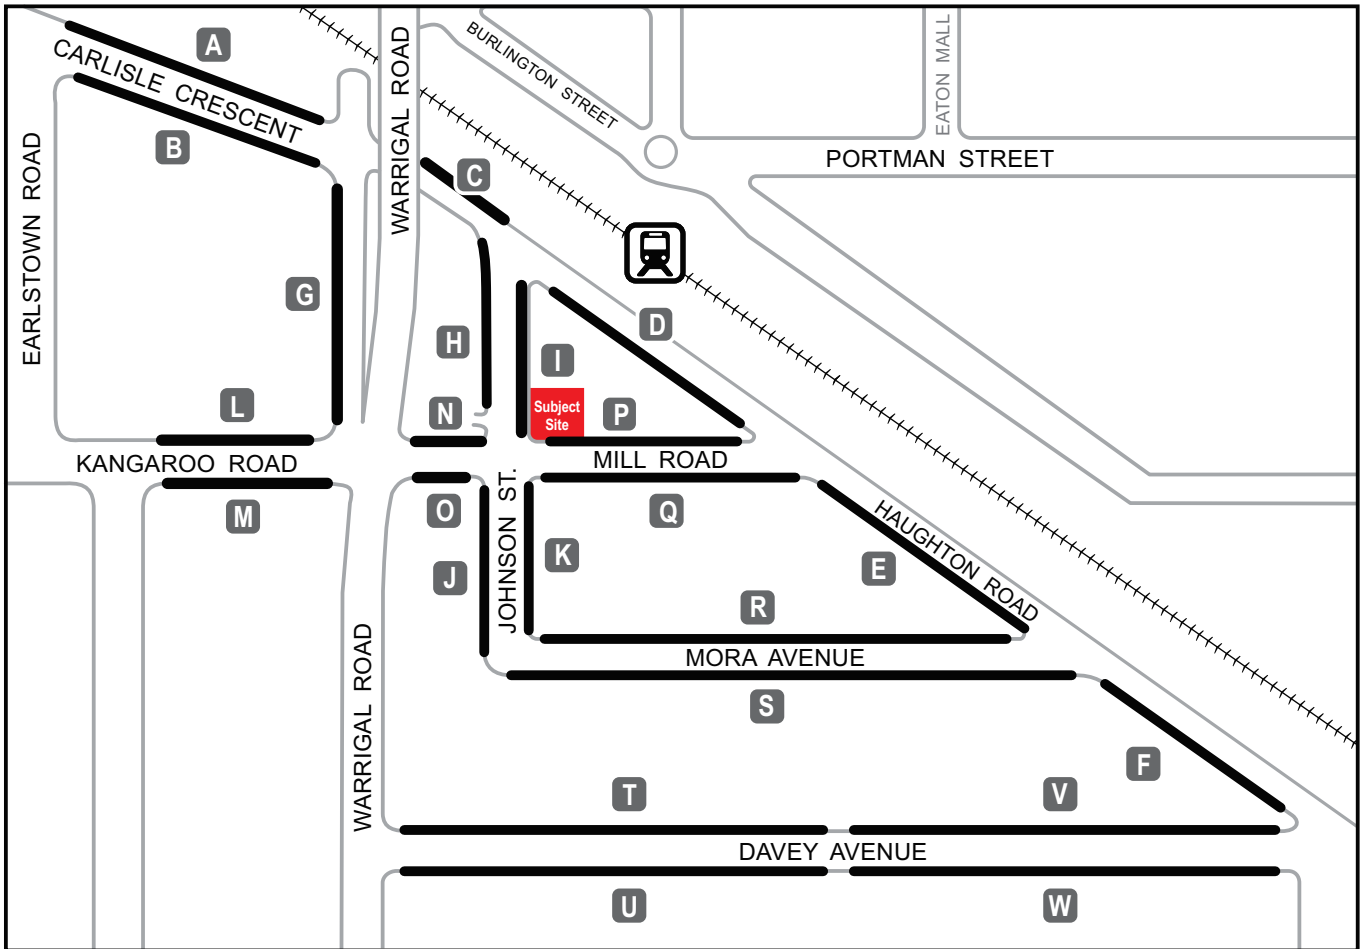 A
CARLISLE CRESCENT
B
EARLSTOWN ROAD
WARRIGAL ROAD
BURLINGTON STREET
EATON MALL
PORTMAN STREET
C
G
H
I
D
Subject
Site
L
N
P
KANGAROO ROAD
MILL ROAD
M
O
JOHNSON ST.
Q
HAUGHTON ROAD
J
K
E
R
MORA AVENUE
WARRIGAL ROAD
S
F
T
V
DAVEY AVENUE
U
W